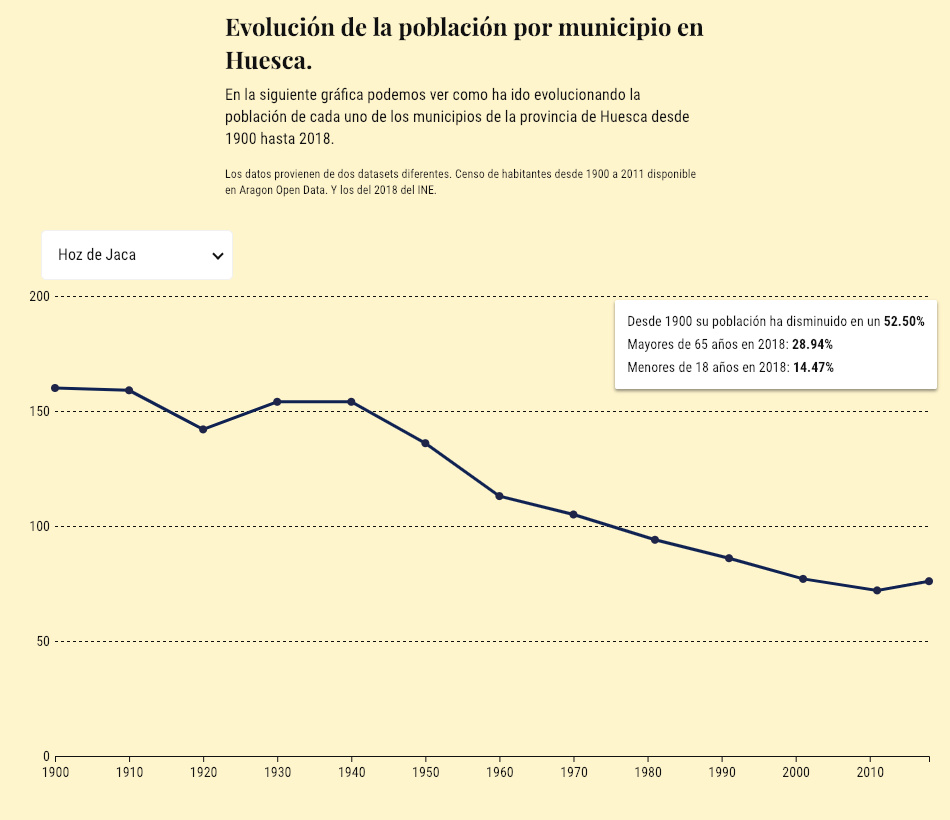 Evolución de la población por municipio en
Huesca.
En la siguiente gráfica podemos ver como ha ido evolucionando la
población de cada uno de los municipios de la provincia de Huesca desde
1900 hasta 2018.
Los datos provienen de dos datasets diferentes. Censo de habitantes desde 1900 a 2011 disponible
en Aragon Open Data. Y los del 2018 del INE.
Hoz de Jaca
200
Desde 1900 su población ha disminuido en un 52.50%
Mayores de 65 años en 2018: 28.94%
Menores de 18 años en 2018: 14.47%
150
100
50
0
1900 1910 1920 1930 1940 1950 1960 1970 1980 1990 2000 2010